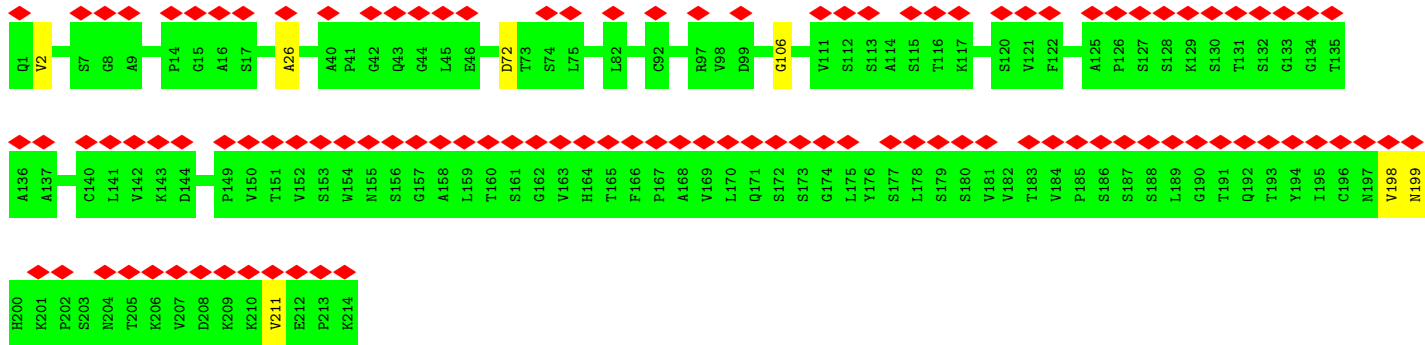 Q1 V2 S7 G8 A9 P14 G15 A16 S17 A26 A40 P41 G42 Q43 G44 L45 E46 D72 T73 S74 L75 L82 C92 R97 V98 D99 G106 V111 S112 S113 A114 S115 T116 K117 S120 V121 F122 A125 P126 S127 S128 K129 S130 T131 S132 G133 G134 T135
A136 A137 C140 L141 V142 K143 D144 P149 V150 T151 V152 S153 W154 N155 S156 G157 A158 L159 T160 S161 G162 V163 H164 T165 F166 P167 A168 V169 L170 Q171 S172 S173 G174 L175 Y176 S177 L178 S179 S180 V181 V182 T183 V184 P185 S186 S187 S188 L189 G190 T191 Q192 T193 Y194 I195 C196 N197 V198 N199
H200 K201 P202 S203 N204 T205 K206 V207 D208 K209 K210 V211 E212 P213 K214